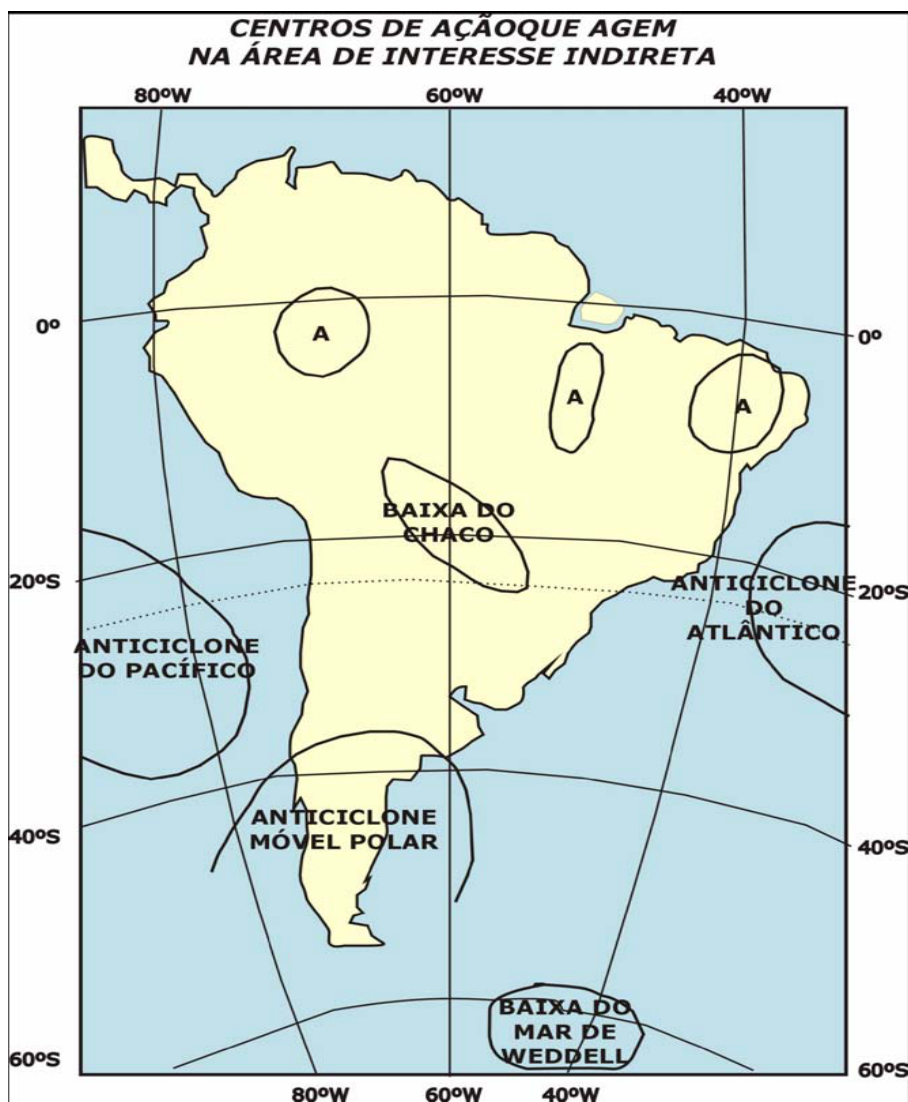 CENTROS DE AÇÃOQUE AGEM
NA ÁREA DE INTERESSE INDIRETA
80ºW
60ºW
40ºW
0º
0º
A
A
A
BAIXA DO
CHACO
20ºS
20ºS
ANTICICLONE
DO
ATLÂNTICO
ANTICICLONE
DO PACÍFICO
ANTICICLONE
MÓVEL POLAR
40ºS
40ºS
BAIXA DO
MAR DE
WEDDELL
60ºS
60ºS
80ºW
60ºW
40ºW